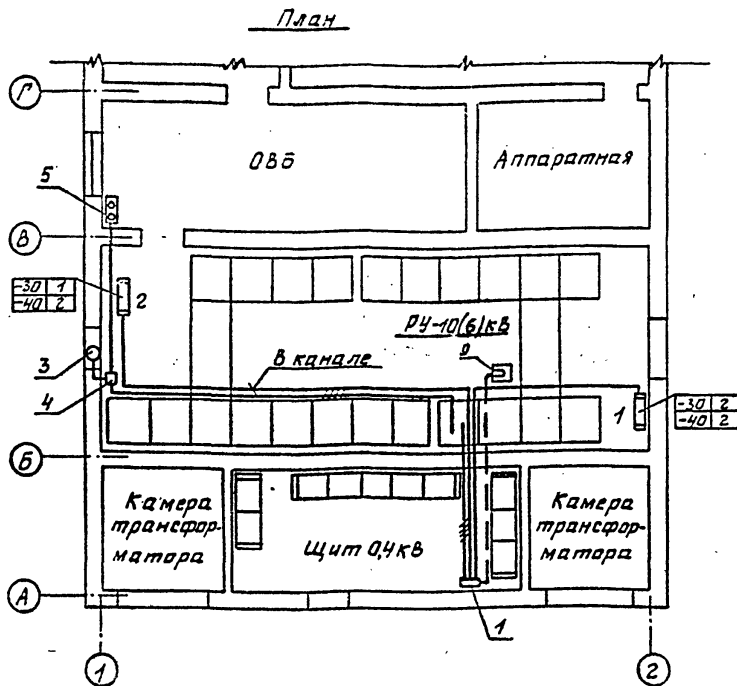 План
Г
ОВБ
Аппаратная
5
В
-30 1
-40 2
2
РУ-10(6)кВ
3
В канале
4
1
-30 2
-40 2
Б
Камера
трансфор-
матора
Щит 0,4кВ
Камера
трансфор-
матора
А
1
1
2